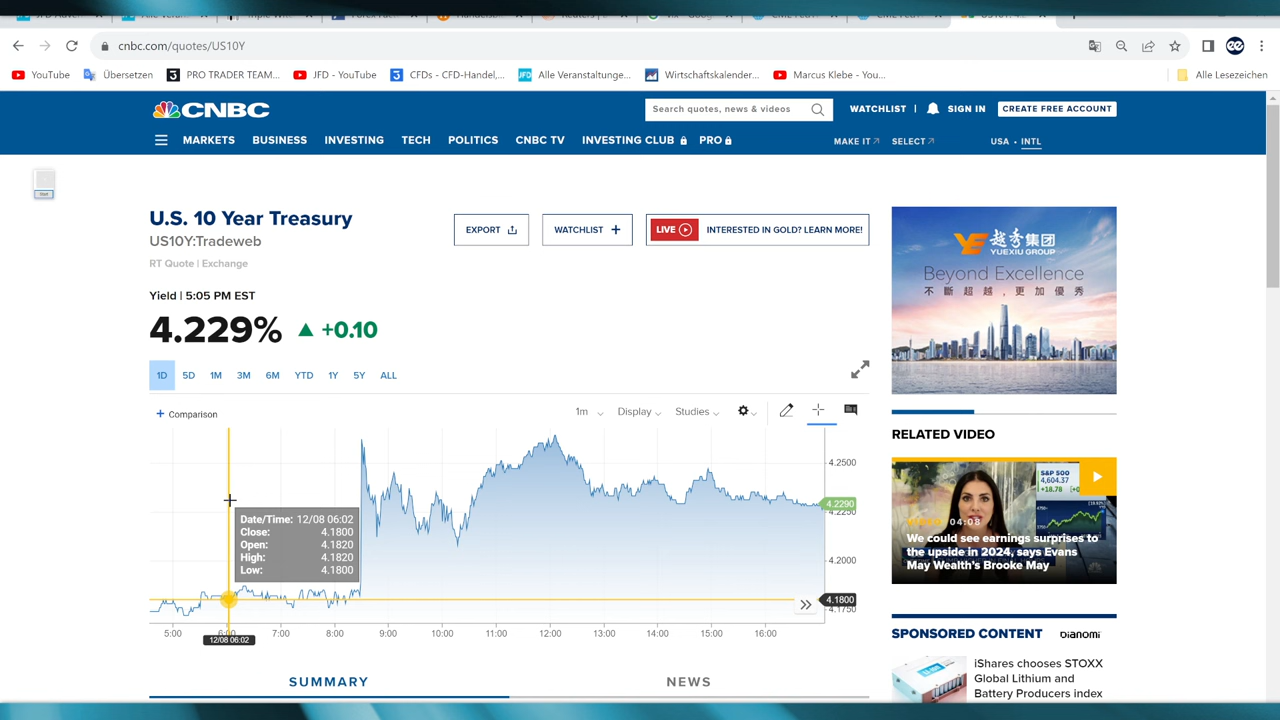 cnbc.com/quotes/US10Y
YouTube
Übersetzen
PRO TRADER TEAM...
JFD - YouTube
CFDs - CFD-Handel,...
Alle Veranstaltunge...
Wirtschaftskalender...
Marcus Klebe - You...
Alle Lesezeichen
CNBC
Search quotes, news & videos
WATCHLIST |
SIGN IN
CREATE FREE ACCOUNT
MARKETS
BUSINESS
INVESTING
TECH
POLITICS
CNBC TV
INVESTING CLUB
PRO
MAKE IT
SELECT
USA • INTL
U.S. 10 Year Treasury
US10Y:Tradeweb
RT Quote | Exchange
EXPORT
WATCHLIST +
LIVE
INTERESTED IN GOLD? LEARN MORE!
Yield | 5:05 PM EST
4.229% ▲ +0.10
1D 5D 1M 3M 6M YTD 1Y 5Y ALL
+ Comparison
1m
Display
Studies
4.2500
4.2290
4.2250
4.2000
4.1800
4.1750
Date/Time: 12/08 06:02
Close: 4.1800
Open: 4.1820
High: 4.1820
Low: 4.1800
5:00 6:00 7:00 8:00 9:00 10:00 11:00 12:00 13:00 14:00 15:00 16:00
12/08 06:02
SUMMARY
NEWS
越秀集团
YUEXIU GROUP
Beyond Excellence
不斷超越，更加優秀
RELATED VIDEO
S&P 500
4,604.37
+18.78
04:08
We could see earnings surprises to
the upside in 2024, says Evans
May Wealth's Brooke May
SPONSORED CONTENT
dianomi
iShares chooses STOXX
Global Lithium and
Battery Producers index